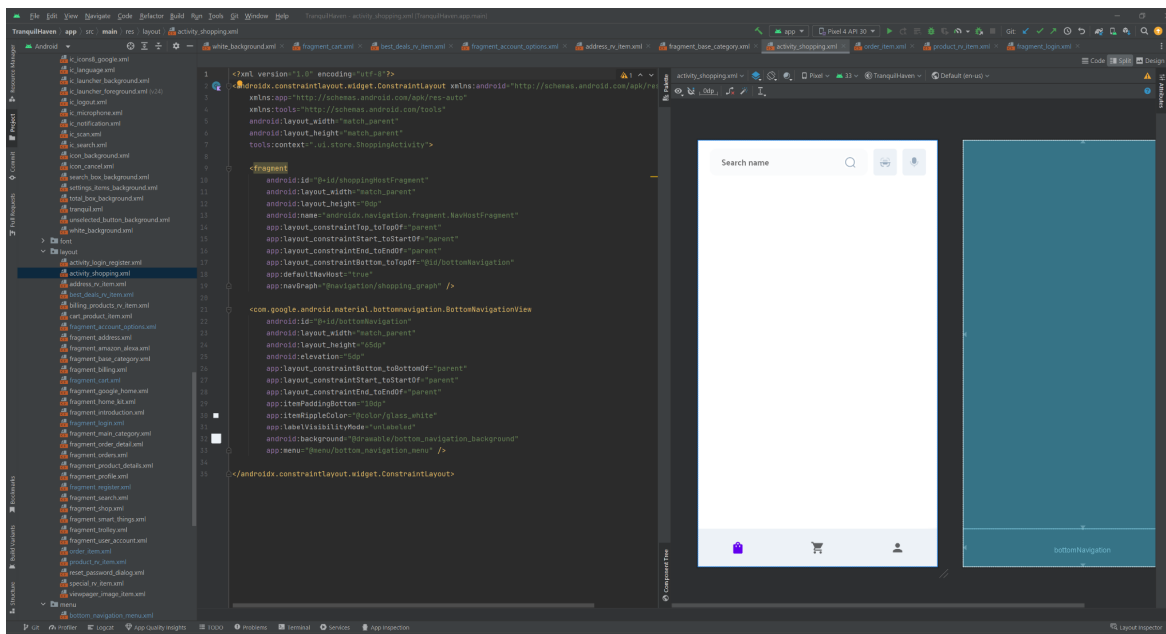 File Edit View Navigate Code Refactor Build Run Tools Git Window Help TranquilHaven - activity_shopping.xml [TranquilHaven.app.main]
TranquilHaven app src main res layout activity_shopping.xml
app Pixel 4 API 30 Git:
Android
white_background.xml fragment_cart.xml best_deals_rv_item.xml fragment_account_options.xml address_rv_item.xml fragment_base_category.xml activity_shopping.xml order_item.xml product_rv_item.xml fragment_login.xml
Code Split Design
Resource Manager
Project
Commit
Pull Requests
Bookmarks
Build Variants
Structure
ic_icons8_google.xml
ic_language.xml
ic_launcher_background.xml
ic_launcher_foreground.xml (v24)
ic_logout.xml
ic_microphone.xml
ic_notification.xml
ic_scan.xml
ic_search.xml
icon_background.xml
icon_cancel.xml
search_box_background.xml
settings_items_background.xml
total_box_background.xml
tranquil.xml
unselected_button_background.xml
white_background.xml
font
layout
activity_login_register.xml
activity_shopping.xml
address_rv_item.xml
best_deals_rv_item.xml
billing_products_rv_item.xml
cart_product_item.xml
fragment_account_options.xml
fragment_address.xml
fragment_amazon_alexa.xml
fragment_base_category.xml
fragment_billing.xml
fragment_cart.xml
fragment_google_home.xml
fragment_home_kit.xml
fragment_introduction.xml
fragment_login.xml
fragment_main_category.xml
fragment_order_detail.xml
fragment_orders.xml
fragment_product_details.xml
fragment_profile.xml
fragment_register.xml
fragment_search.xml
fragment_shop.xml
fragment_smart_things.xml
fragment_trolley.xml
fragment_user_account.xml
order_item.xml
product_rv_item.xml
reset_password_dialog.xml
special_rv_item.xml
viewpager_image_item.xml
menu
bottom_navigation_menu.xml
1 <?xml version="1.0" encoding="utf-8"?>
2 <androidx.constraintlayout.widget.ConstraintLayout xmlns:android="http://schemas.android.com/apk/res
3 xmlns:app="http://schemas.android.com/apk/res-auto"
4 xmlns:tools="http://schemas.android.com/tools"
5 android:layout_width="match_parent"
6 android:layout_height="match_parent"
7 tools:context=".ui.store.ShoppingActivity">
8
9 <fragment
10 android:id="@+id/shoppingHostFragment"
11 android:layout_width="match_parent"
12 android:layout_height="0dp"
13 android:name="androidx.navigation.fragment.NavHostFragment"
14 app:layout_constraintTop_toTopOf="parent"
15 app:layout_constraintStart_toStartOf="parent"
16 app:layout_constraintEnd_toEndOf="parent"
17 app:layout_constraintBottom_toTopOf="@id/bottomNavigation"
18 app:defaultNavHost="true"
19 app:navGraph="@navigation/shopping_graph" />
20
21 <com.google.android.material.bottomnavigation.BottomNavigationView
22 android:id="@+id/bottomNavigation"
23 android:layout_width="match_parent"
24 android:layout_height="65dp"
25 android:elevation="5dp"
26 app:layout_constraintBottom_toBottomOf="parent"
27 app:layout_constraintStart_toStartOf="parent"
28 app:layout_constraintEnd_toEndOf="parent"
29 app:itemPaddingBottom="10dp"
30 app:itemRippleColor="@color/glass_white"
31 app:labelVisibilityMode="unlabeled"
32 android:background="@drawable/bottom_navigation_background"
33 app:menu="@menu/bottom_navigation_menu" />
34
35 </androidx.constraintlayout.widget.ConstraintLayout>
1
Palette
Component Tree
activity_shopping.xml Pixel 33 TranquilHaven Default (en-us)
0dp
Attributes
Search name
bottomNavigation
Git Profiler Logcat App Quality Insights TODO Problems Terminal Services App Inspection
Layout Inspector